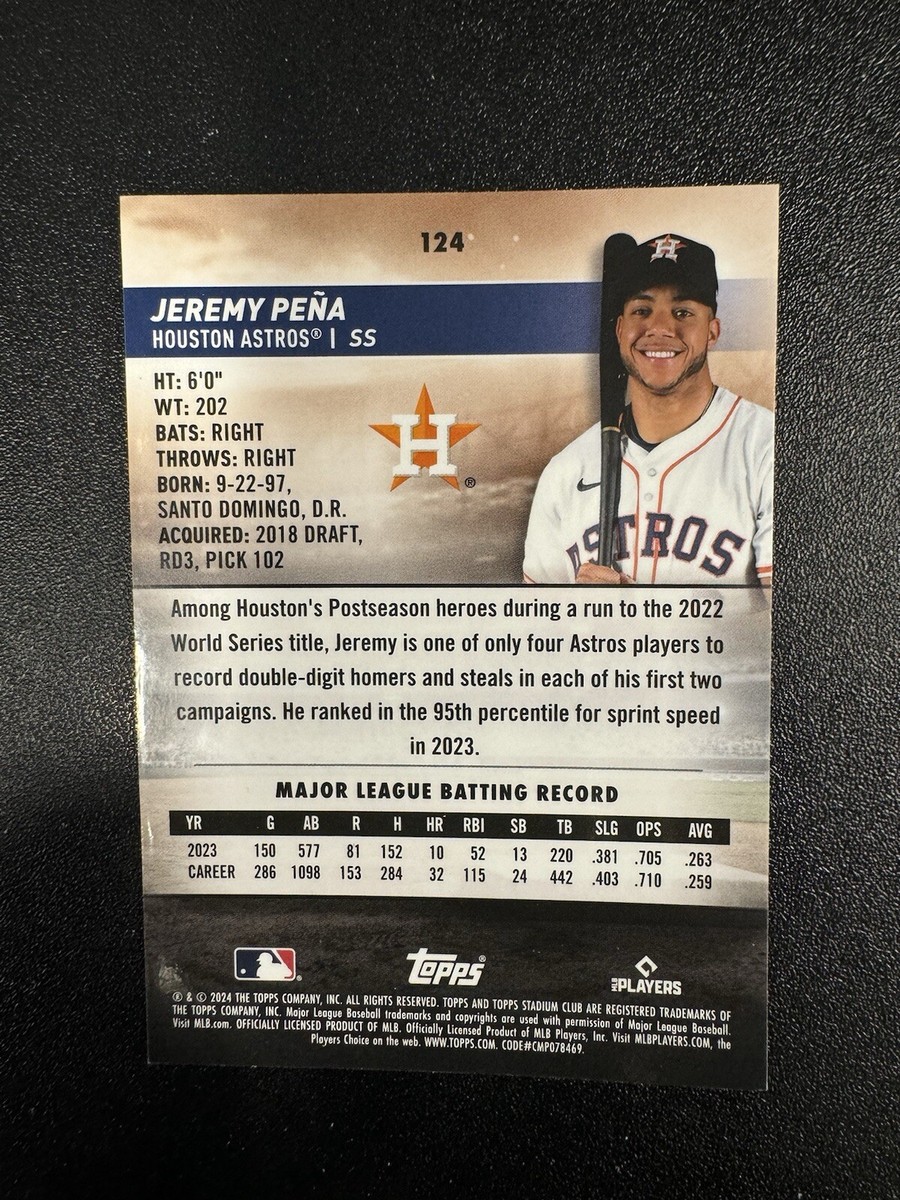 124
JEREMY PEÑA
HOUSTON ASTROS® | SS
HT: 6'0"
WT: 202
BATS: RIGHT
THROWS: RIGHT
BORN: 9-22-97,
SANTO DOMINGO, D.R.
ACQUIRED: 2018 DRAFT,
RD3, PICK 102
H®
H
ASTROS
Among Houston's Postseason heroes during a run to the 2022
World Series title, Jeremy is one of only four Astros players to
record double-digit homers and steals in each of his first two
campaigns. He ranked in the 95th percentile for sprint speed
in 2023.
MAJOR LEAGUE BATTING RECORD
YR G AB R H HR RBI SB TB SLG OPS AVG
2023 150 577 81 152 10 52 13 220 .381 .705 .263
CAREER 286 1098 153 284 32 115 24 442 .403 .710 .259
topps® MLB PLAYERS
® & © 2024 THE TOPPS COMPANY, INC. ALL RIGHTS RESERVED. TOPPS AND TOPPS STADIUM CLUB ARE REGISTERED TRADEMARKS OF
THE TOPPS COMPANY, INC. Major League Baseball trademarks and copyrights are used with permission of Major League Baseball.
Visit MLB.com. OFFICIALLY LICENSED PRODUCT OF MLB. Officially Licensed Product of MLB Players, Inc. Visit MLBPLAYERS.COM, the
Players Choice on the web. WWW.TOPPS.COM. CODE#CMP078469.